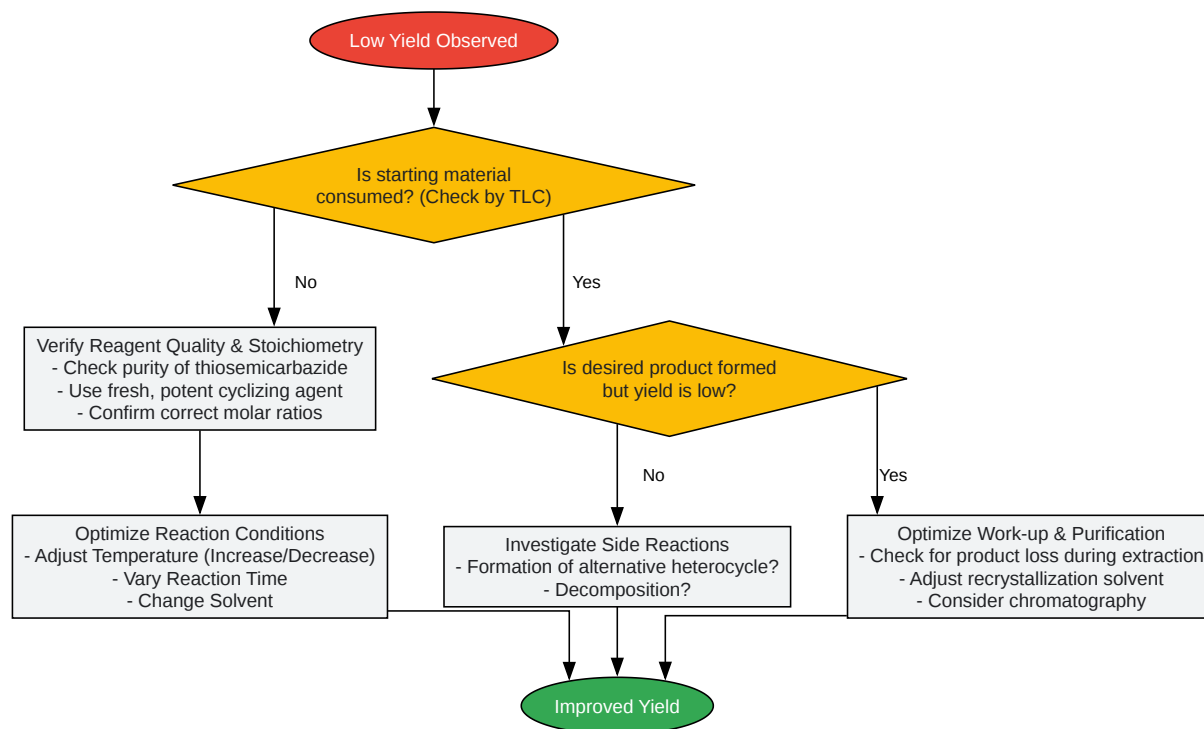 Low Yield Observed
Is starting material
consumed? (Check by TLC)
No
Yes
Verify Reagent Quality & Stoichiometry
- Check purity of thiosemicarbazide
- Use fresh, potent cyclizing agent
- Confirm correct molar ratios
Is desired product formed
but yield is low?
No
Yes
Optimize Reaction Conditions
- Adjust Temperature (Increase/Decrease)
- Vary Reaction Time
- Change Solvent
Investigate Side Reactions
- Formation of alternative heterocycle?
- Decomposition?
Optimize Work-up & Purification
- Check for product loss during extraction
- Adjust recrystallization solvent
- Consider chromatography
Improved Yield